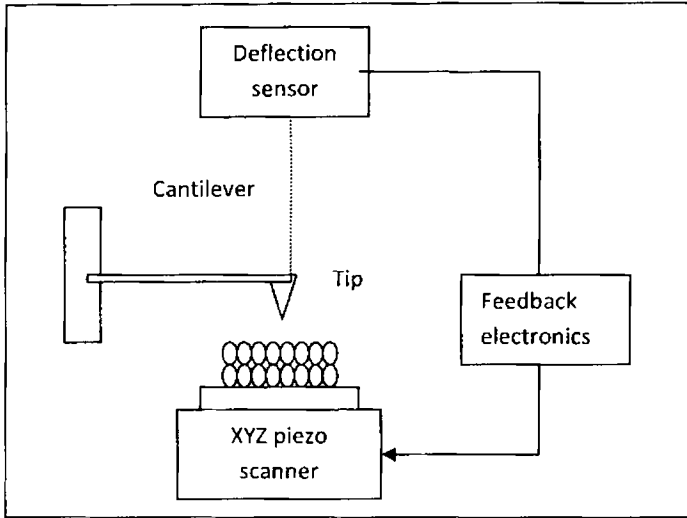 Deflection
sensor
Cantilever
Tip
Feedback
electronics
XYZ piezo
scanner